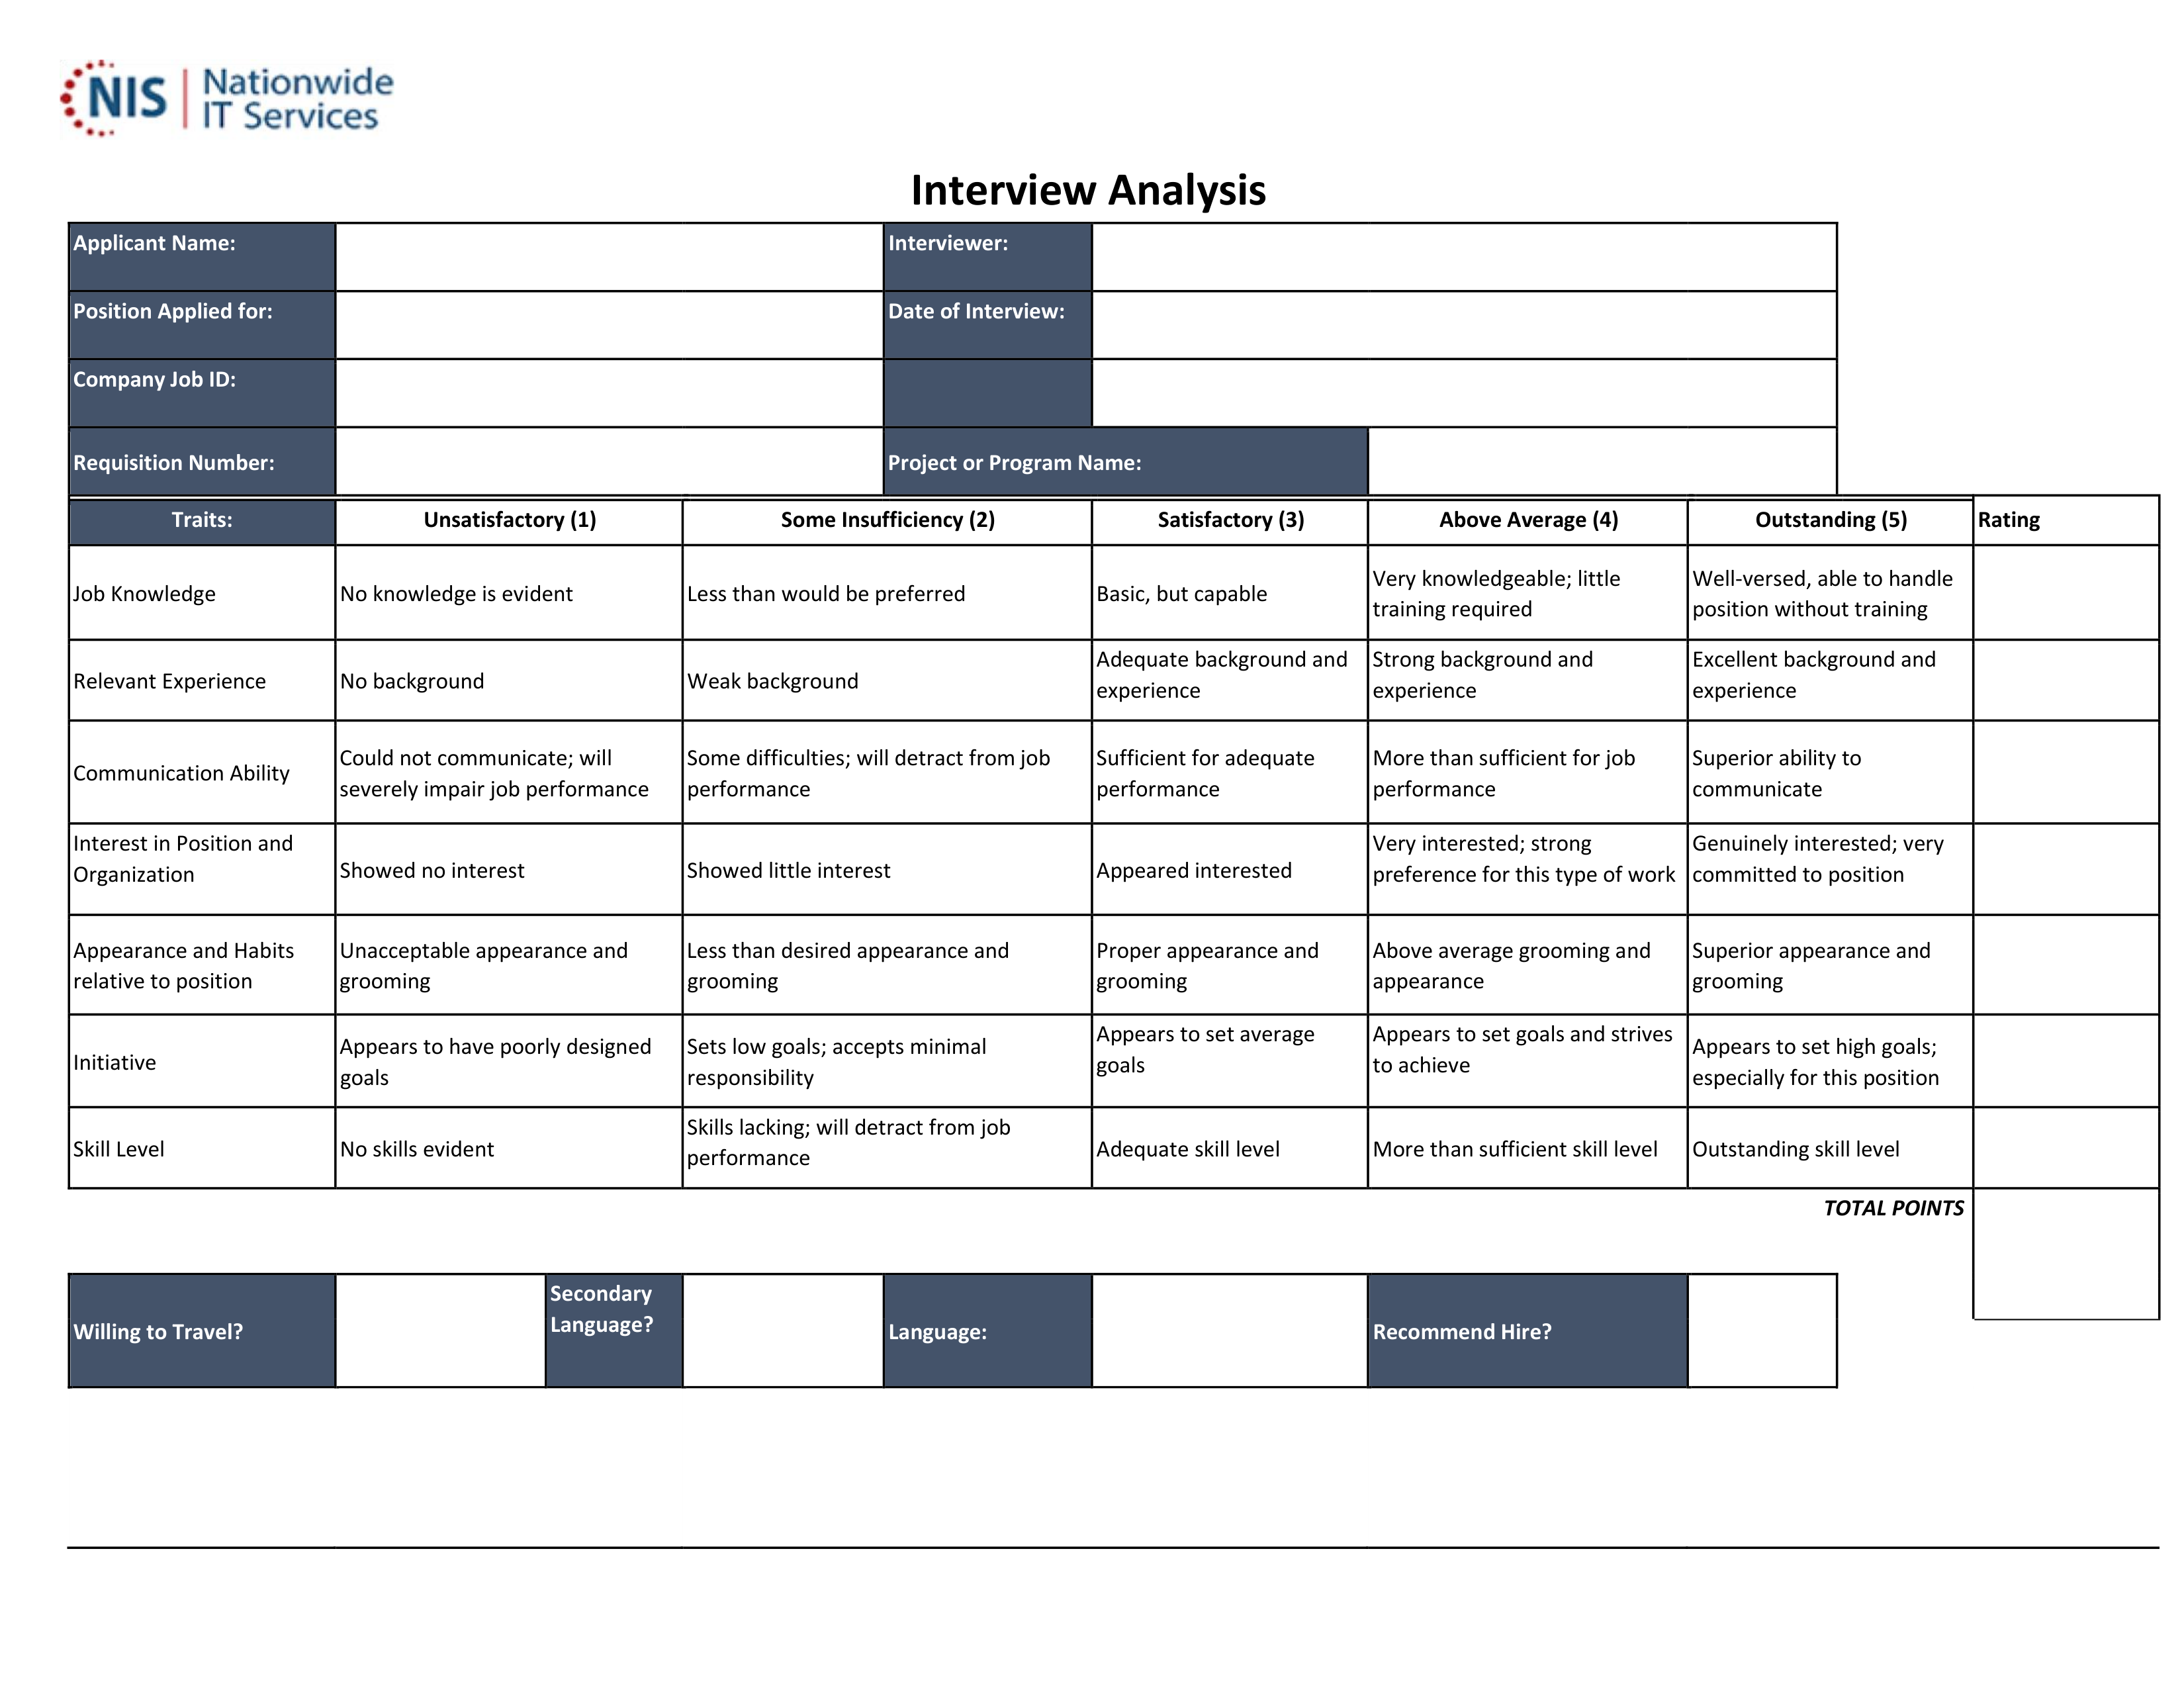 NIS | Nationwide
IT Services
Interview Analysis
Applicant Name: Interviewer:
Position Applied for: Date of Interview:
Company Job ID:
Requisition Number: Project or Program Name:
Traits: Unsatisfactory (1) Some Insufficiency (2) Satisfactory (3) Above Average (4) Outstanding (5) Rating
Job Knowledge
No knowledge is evident
Less than would be preferred
Basic, but capable
Very knowledgeable; little
training required
Well-versed, able to handle
position without training
Relevant Experience
No background
Weak background
Adequate background and
experience
Strong background and
experience
Excellent background and
experience
Communication Ability
Could not communicate; will
severely impair job performance
Some difficulties; will detract from job
performance
Sufficient for adequate
performance
More than sufficient for job
performance
Superior ability to
communicate
Interest in Position and
Organization
Showed no interest
Showed little interest
Appeared interested
Very interested; strong
preference for this type of work
Genuinely interested; very
committed to position
Appearance and Habits
relative to position
Unacceptable appearance and
grooming
Less than desired appearance and
grooming
Proper appearance and
grooming
Above average grooming and
appearance
Superior appearance and
grooming
Initiative
Appears to have poorly designed
goals
Sets low goals; accepts minimal
responsibility
Appears to set average
goals
Appears to set goals and strives
to achieve
Appears to set high goals;
especially for this position
Skill Level
No skills evident
Skills lacking; will detract from job
performance
Adequate skill level
More than sufficient skill level
Outstanding skill level
TOTAL POINTS
Willing to Travel?
Secondary
Language?
Language:
Recommend Hire?